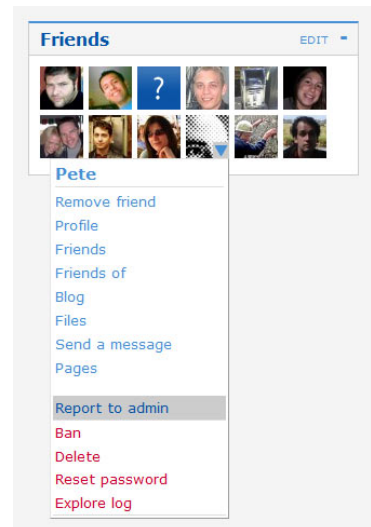 Friends EDIT -
?
Pete
Remove friend
Profile
Friends
Friends of
Blog
Files
Send a message
Pages
Report to admin
Ban
Delete
Reset password
Explore log